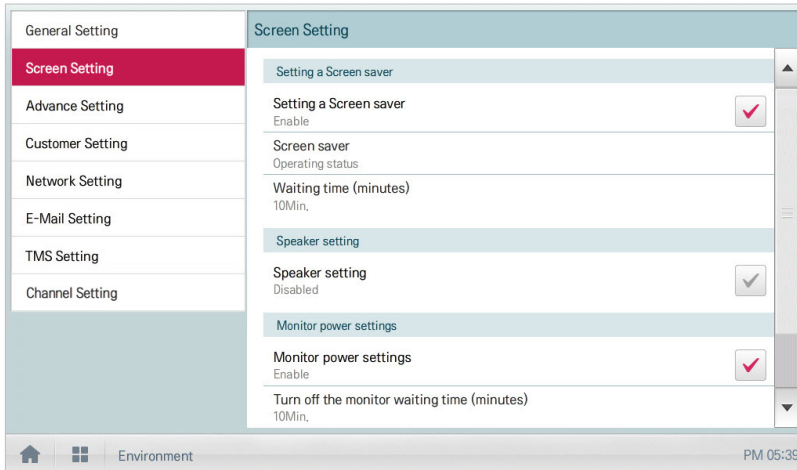 General Setting
Screen Setting
Advance Setting
Customer Setting
Network Setting
E-Mail Setting
TMS Setting
Channel Setting
Screen Setting
Setting a Screen saver
Setting a Screen saver
Enable
Screen saver
Operating status
Waiting time (minutes)
10Min.
Speaker setting
Speaker setting
Disabled
Monitor power settings
Monitor power settings
Enable
Turn off the monitor waiting time (minutes)
10Min.
Environment
PM 05:39